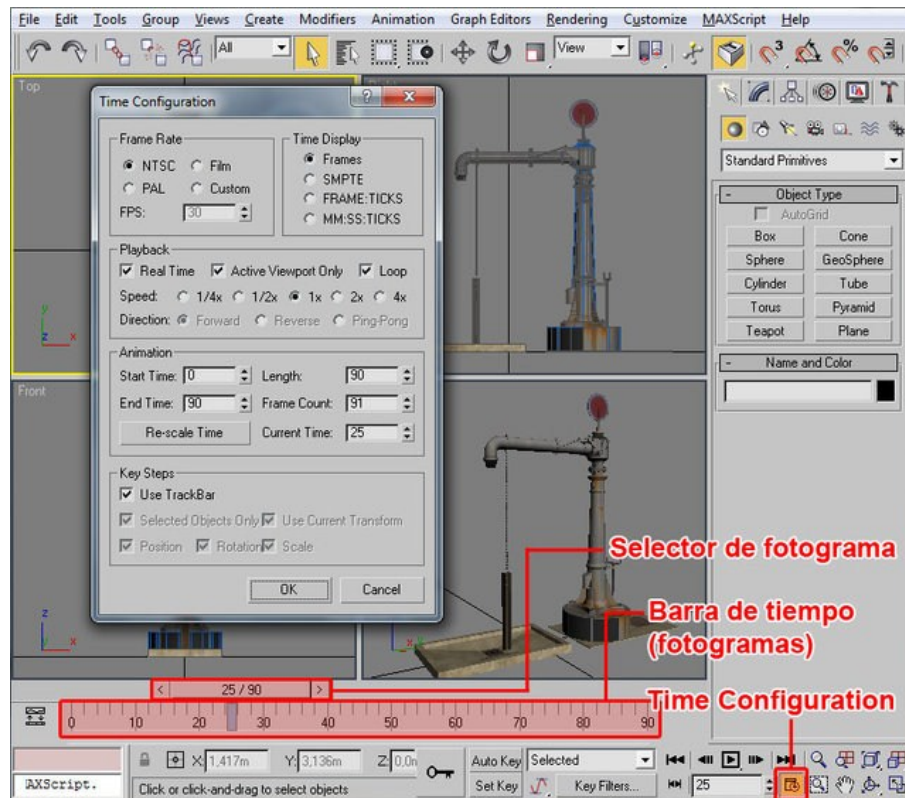 File Edit Tools Group Views Create Modifiers Animation Graph Editors Rendering Customize MAXScript Help
All
View
Top
Time Configuration
Frame Rate
NTSC Film
PAL Custom
FPS: 30
Time Display
Frames
SMPTE
FRAME:TICKS
MM:SS:TICKS
Playback
Real Time Active Viewport Only Loop
Speed: 1/4x 1/2x 1x 2x 4x
Direction: Forward Reverse Ping-Pong
Animation
Start Time: 0 Length: 90
End Time: 90 Frame Count: 91
Re-scale Time Current Time: 25
Key Steps
Use TrackBar
Selected Objects Only Use Current Transform
Position Rotation Scale
OK Cancel
Standard Primitives
Object Type
AutoGrid
Box Cone
Sphere GeoSphere
Cylinder Tube
Torus Pyramid
Teapot Plane
Name and Color
Front
z
x
y
Selector de fotograma
Barra de tiempo
(fotogramas)
Time Configuration
< 25 / 90 >
0 10 20 30 40 50 60 70 80 90
X: 1,417m Y: 3,136m Z: 0,0
Auto Key Selected
Set Key Key Filters... 25
AXScript. Click or click-and-drag to select objects